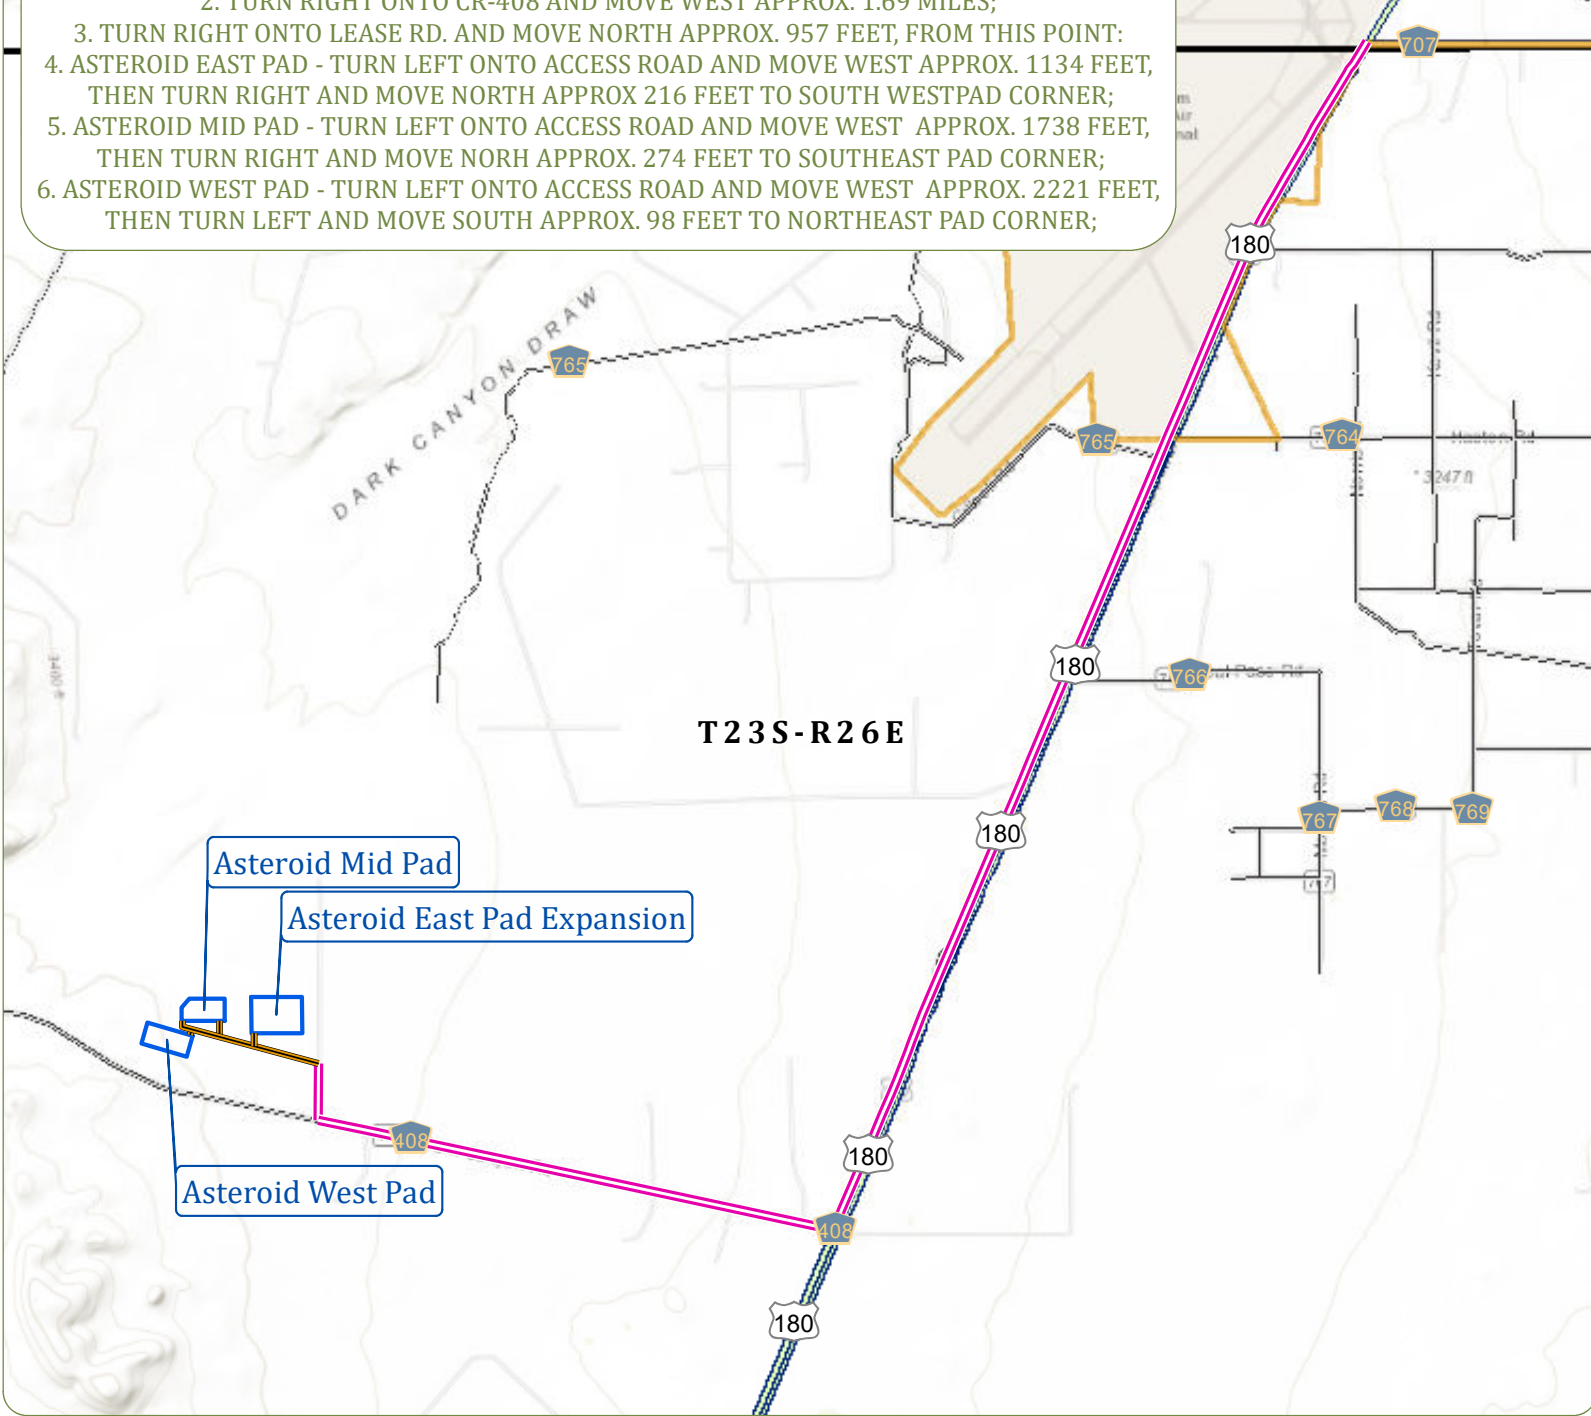 2. TURN RIGHT ONTO CR-408 AND MOVE WEST APPROX. 1.69 MILES;
3. TURN RIGHT ONTO LEASE RD. AND MOVE NORTH APPROX. 957 FEET, FROM THIS POINT:
4. ASTEROID EAST PAD - TURN LEFT ONTO ACCESS ROAD AND MOVE WEST APPROX. 1134 FEET,
THEN TURN RIGHT AND MOVE NORTH APPROX 216 FEET TO SOUTH WESTPAD CORNER;
5. ASTEROID MID PAD - TURN LEFT ONTO ACCESS ROAD AND MOVE WEST APPROX. 1738 FEET,
THEN TURN RIGHT AND MOVE NORH APPROX. 274 FEET TO SOUTHEAST PAD CORNER;
6. ASTEROID WEST PAD - TURN LEFT ONTO ACCESS ROAD AND MOVE WEST APPROX. 2221 FEET,
THEN TURN LEFT AND MOVE SOUTH APPROX. 98 FEET TO NORTHEAST PAD CORNER;
707
180
DARK CANYON DRAW
765
765
764
3247 ft
180
766
T23S-R26E
180
767
768
769
Asteroid Mid Pad
Asteroid East Pad Expansion
408
180
Asteroid West Pad
408
180